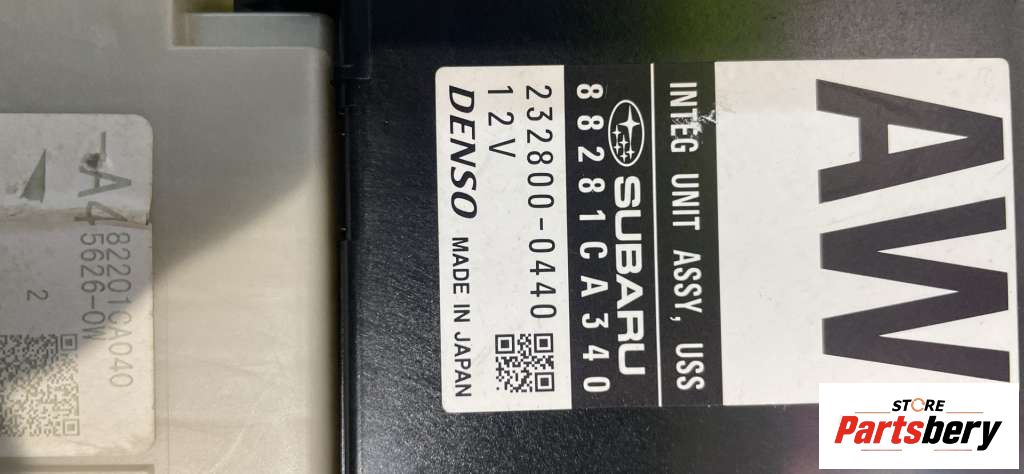 AW
INTEG UNIT ASSY, USS
SUBARU
88281CA340
232800-0440
12V
DENSO MADE IN JAPAN
A4
82201CA040
5626-0W
2
STORE
Partsbery